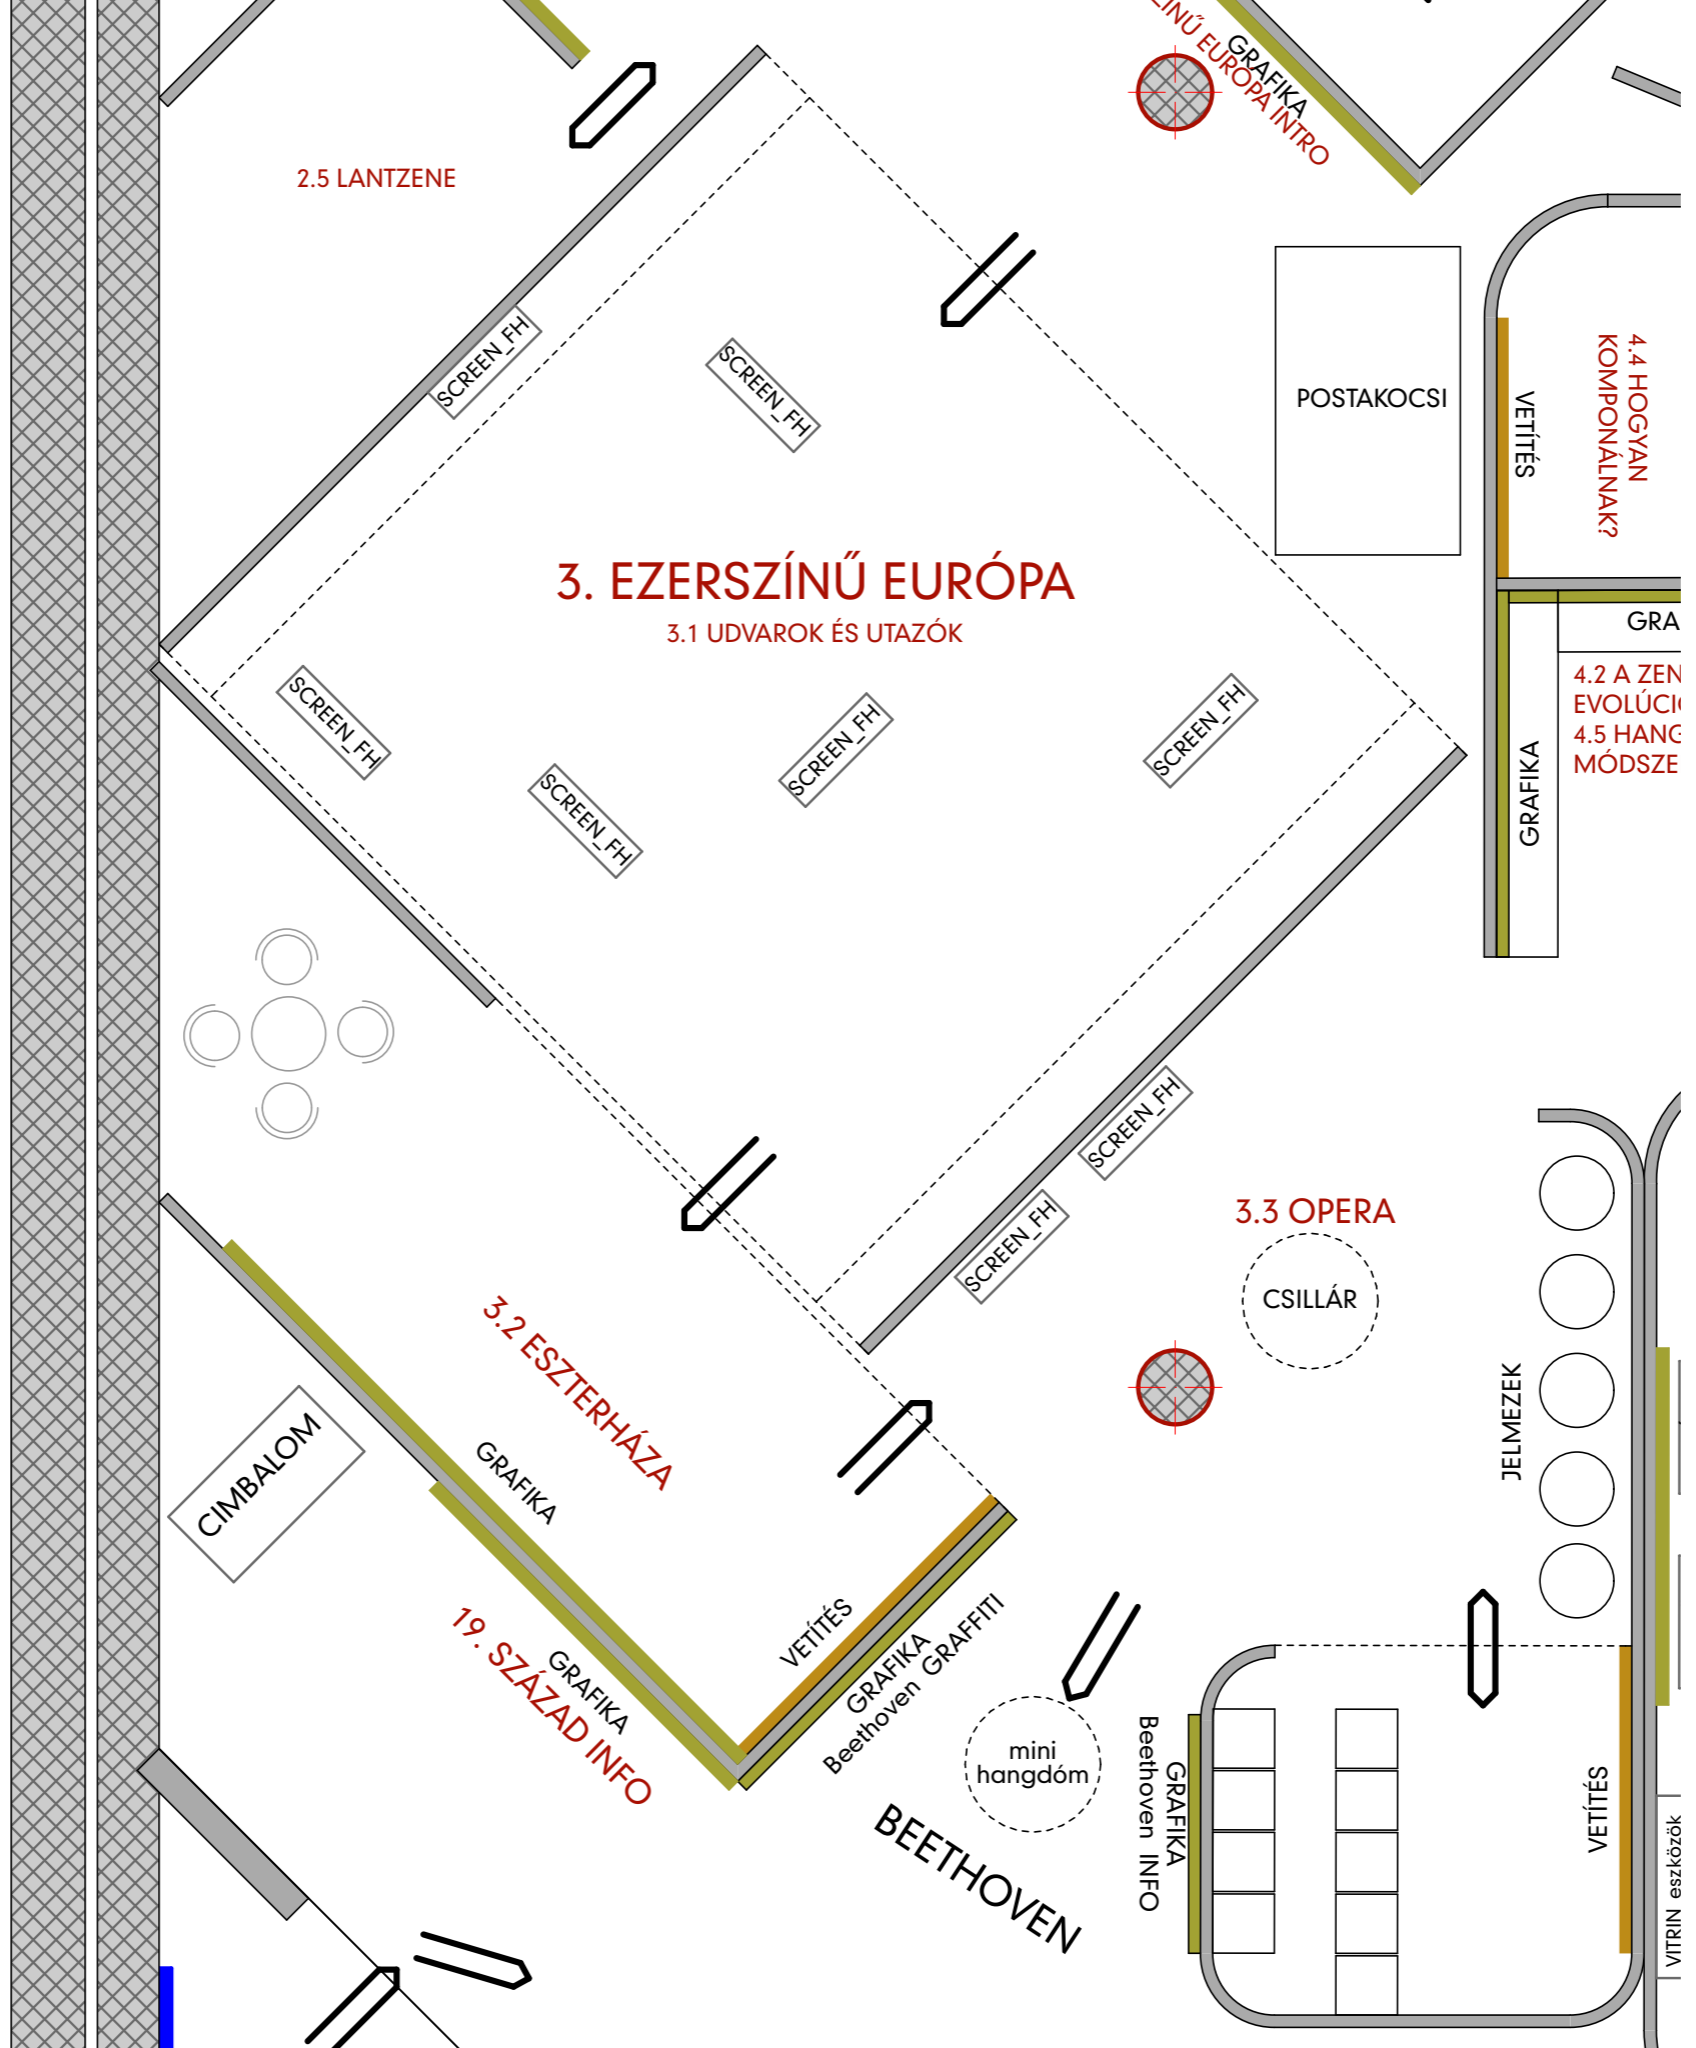 ZÍNŰ EURÓPA INTRO
GRAFIKA
2.5 LANTZENE
SCREEN_FH
SCREEN_FH
POSTAKOCSI
VETÍTÉS
4.4 HOGYAN
KOMPONÁLNAK?
3. EZERSZÍNŰ EURÓPA
3.1 UDVAROK ÉS UTAZÓK
GRA
4.2 A ZEN
EVOLÚCI
4.5 HANG
MÓDSZE
GRAFIKA
SCREEN_FH
SCREEN_FH
SCREEN_FH
SCREEN_FH
SCREEN_FH
SCREEN_FH
3.3 OPERA
CSILLÁR
JELMEZEK
3.2 ESZTERHÁZA
GRAFIKA
CIMBALOM
19. SZÁZAD INFO
GRAFIKA
VETÍTÉS
GRAFIKA
Beethoven GRAFFITI
mini
hangdóm
BEETHOVEN
GRAFIKA
Beethoven INFO
VETÍTÉS
VITRIN eszközök